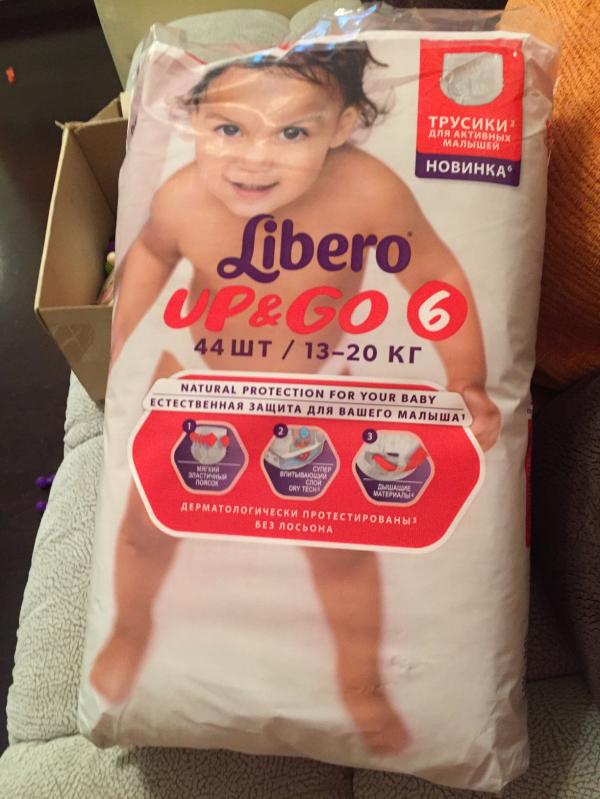 ТРУСИКИ²
ДЛЯ АКТИВНЫХ
МАЛЫШЕЙ
НОВИНКА⁶
Libero®
UP&GO 6
44 ШТ / 13–20 КГ
NATURAL PROTECTION FOR YOUR BABY
ЕСТЕСТВЕННАЯ ЗАЩИТА ДЛЯ ВАШЕГО МАЛЫША¹
1
МЯГКИЙ
ЭЛАСТИЧНЫЙ
ПОЯСОК
2
СУПЕР
ВПИТЫВАЮЩИЙ
СЛОЙ
DRY TECH⁵
3
ДЫШАЩИЕ
МАТЕРИАЛЫ⁴
ДЕРМАТОЛОГИЧЕСКИ ПРОТЕСТИРОВАНЫ³
БЕЗ ЛОСЬОНА